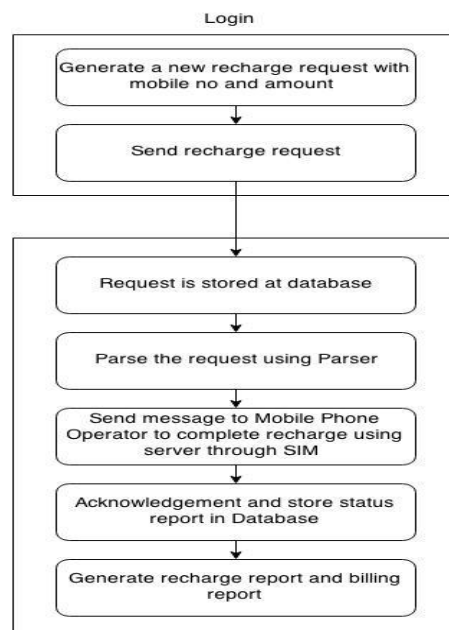 Login
Generate a new recharge request with
mobile no and amount
Send recharge request
Request is stored at database
Parse the request using Parser
Send message to Mobile Phone
Operator to complete recharge using
server through SIM
Acknowledgement and store status
report in Database
Generate recharge report and billing
report